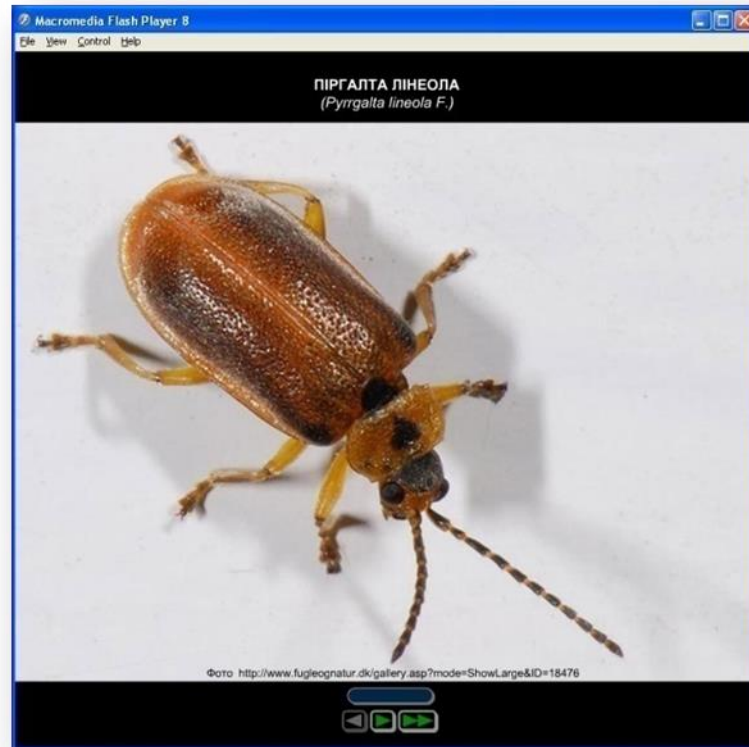 Macromedia Flash Player 8
File View Control Help
ПІРГАЛТА ЛІНЕОЛА
(Pyrrgalta lineola F.)
Фото http://www.fugleognatur.dk/gallery.asp?mode=ShowLarge&ID=18476